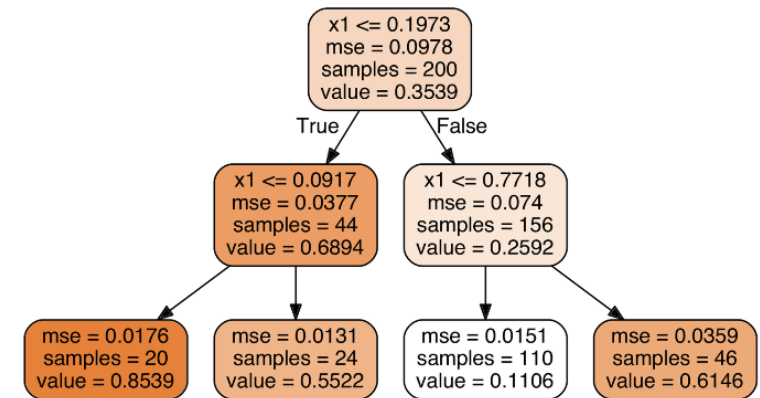 x1 <= 0.1973
mse = 0.0978
samples = 200
value = 0.3539
True
False
x1 <= 0.0917
mse = 0.0377
samples = 44
value = 0.6894
x1 <= 0.7718
mse = 0.074
samples = 156
value = 0.2592
mse = 0.0176
samples = 20
value = 0.8539
mse = 0.0131
samples = 24
value = 0.5522
mse = 0.0151
samples = 110
value = 0.1106
mse = 0.0359
samples = 46
value = 0.6146